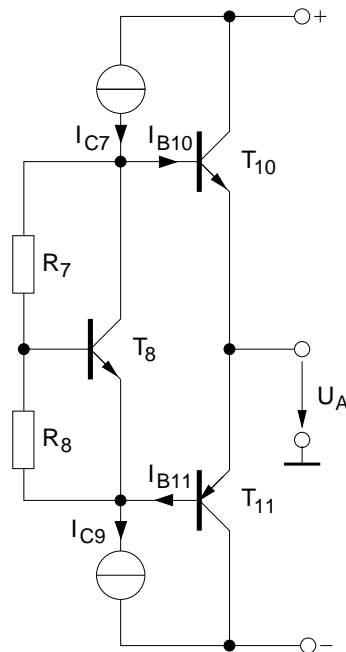 +
I_C7
I_B10
T_10
R_7
T_8
U_A
R_8
I_B11
T_11
I_C9
−